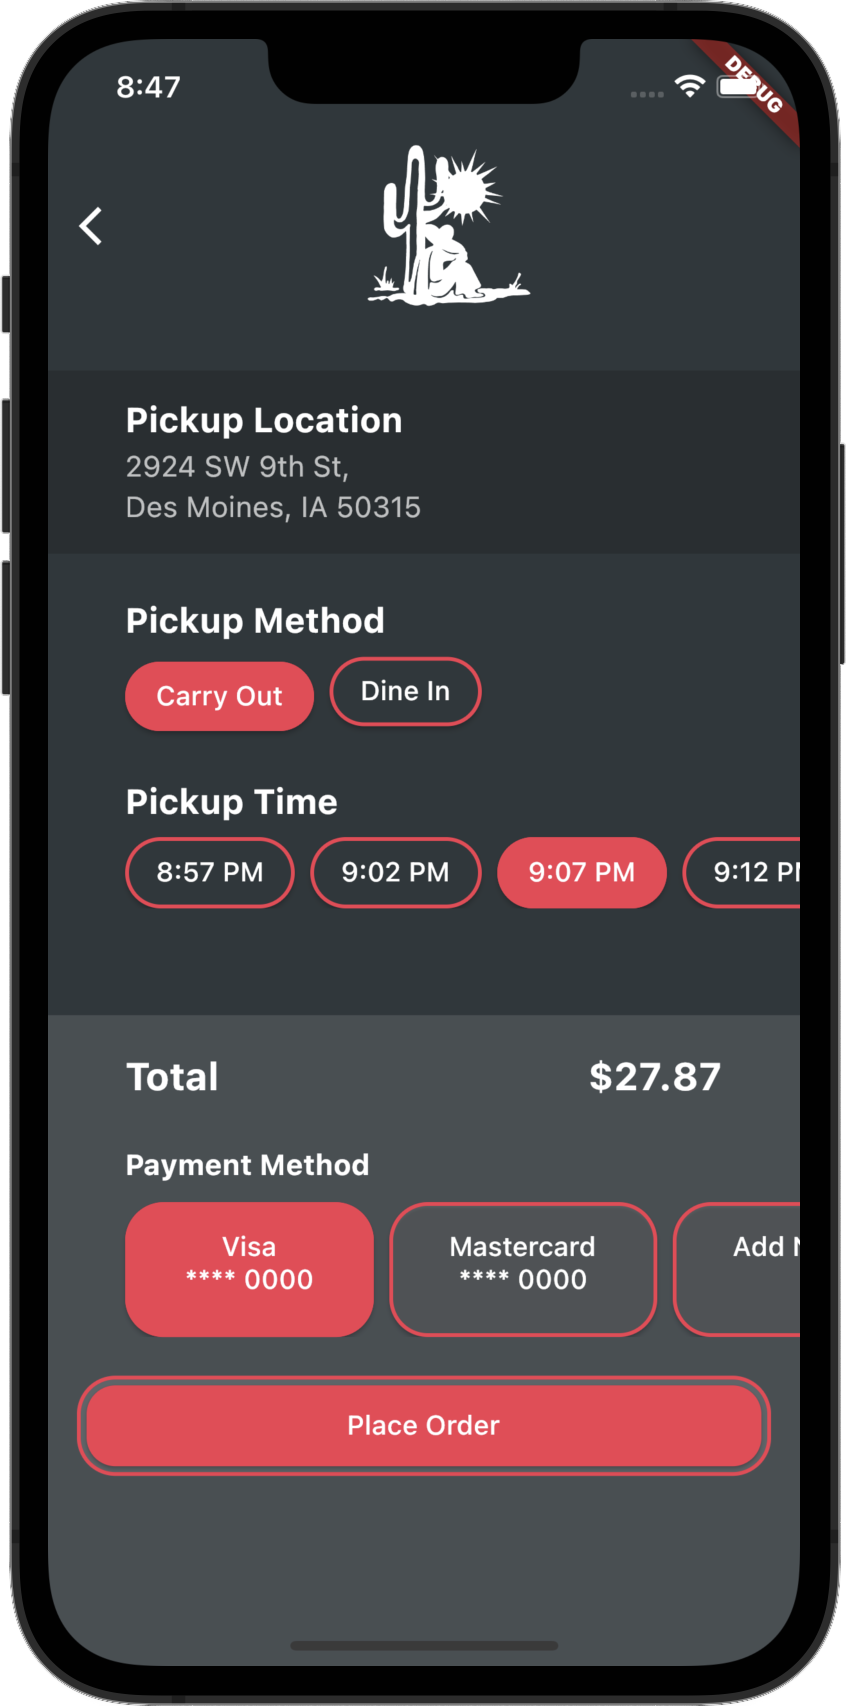 8:47
DEBUG
Pickup Location
2924 SW 9th St,
Des Moines, IA 50315
Pickup Method
Carry Out
Dine In
Pickup Time
8:57 PM
9:02 PM
9:07 PM
9:12
Total
$27.87
Payment Method
Visa
**** 0000
Mastercard
**** 0000
Add
Place Order